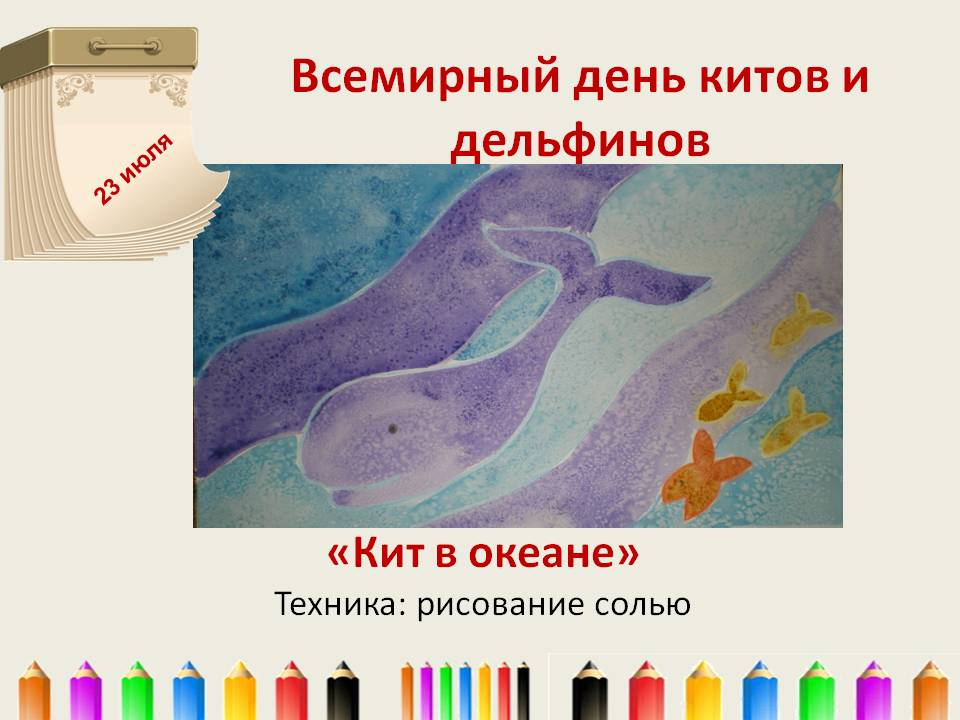 23 июля
Всемирный день китов и
дельфинов
«Кит в океане»
Техника: рисование солью